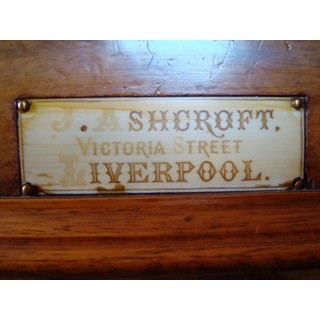 J. ASHCROFT,
VICTORIA STREET
LIVERPOOL.